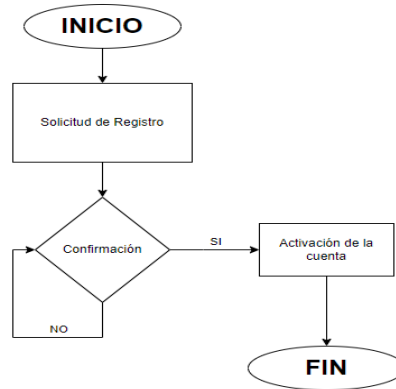 INICIO
Solicitud de Registro
Confirmación
SI
Activación de la
cuenta
NO
FIN